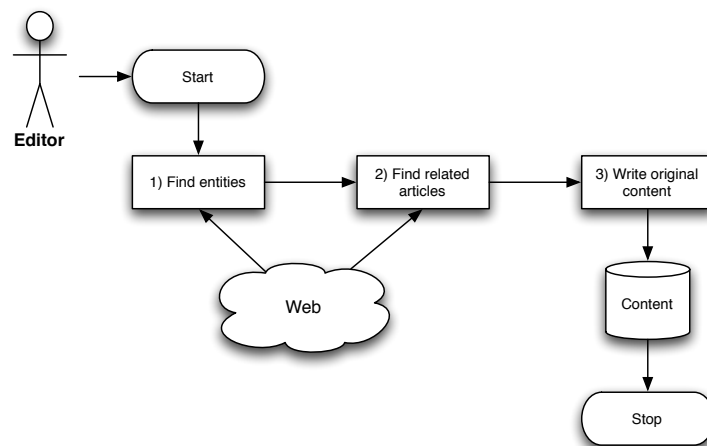 Start
Editor
1) Find entities
2) Find related
articles
3) Write original
content
Web
Content
Stop